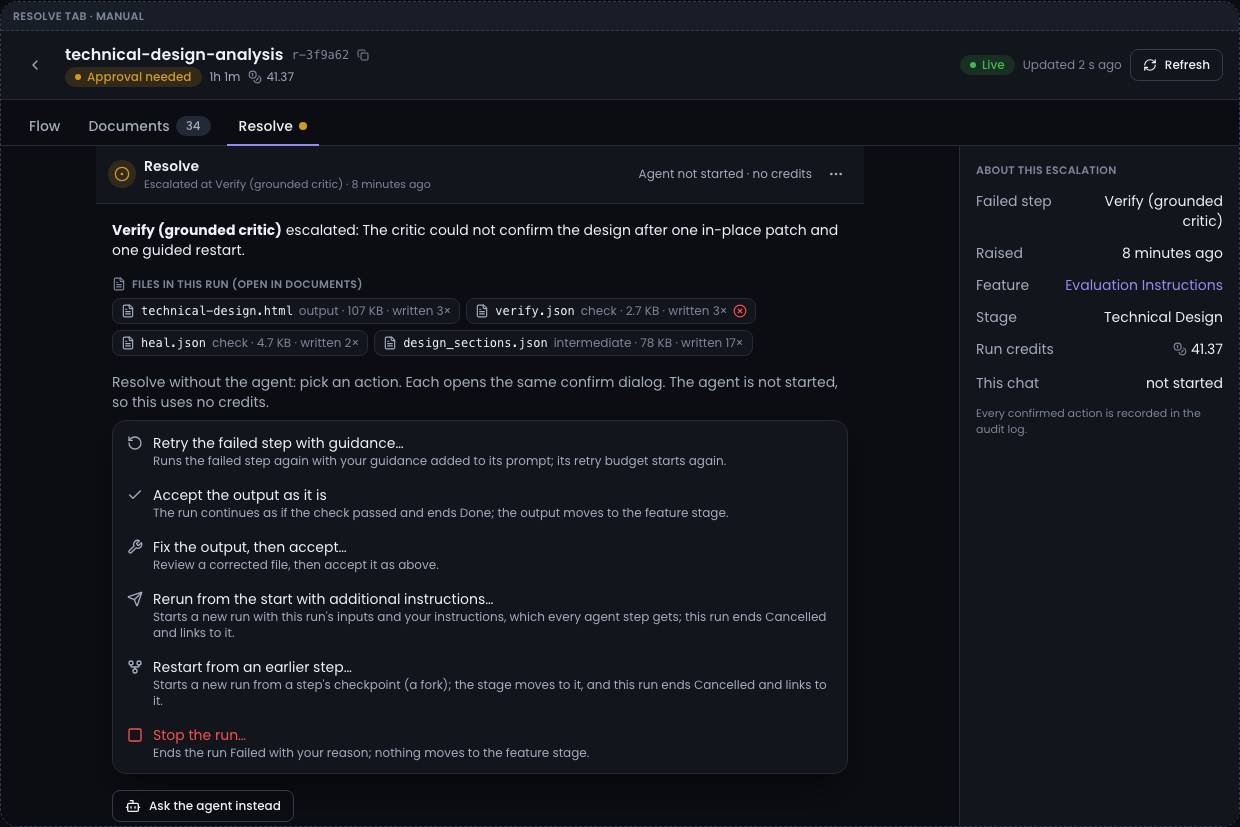 RESOLVE TAB · MANUAL
technical-design-analysis r-3f9a62
Approval needed 1h 1m 41.37
Live Updated 2 s ago Refresh
Flow Documents 34 Resolve
Resolve
Escalated at Verify (grounded critic) · 8 minutes ago
Agent not started · no credits
Verify (grounded critic) escalated: The critic could not confirm the design after one in-place patch and
one guided restart.
FILES IN THIS RUN (OPEN IN DOCUMENTS)
technical-design.html output · 107 KB · written 3× verify.json check · 2.7 KB · written 3×
heal.json check · 4.7 KB · written 2× design_sections.json intermediate · 78 KB · written 17×
Resolve without the agent: pick an action. Each opens the same confirm dialog. The agent is not started,
so this uses no credits.
Retry the failed step with guidance…
Runs the failed step again with your guidance added to its prompt; its retry budget starts again.
Accept the output as it is
The run continues as if the check passed and ends Done; the output moves to the feature stage.
Fix the output, then accept…
Review a corrected file, then accept it as above.
Rerun from the start with additional instructions…
Starts a new run with this run's inputs and your instructions, which every agent step gets; this run ends Cancelled
and links to it.
Restart from an earlier step…
Starts a new run from a step's checkpoint (a fork); the stage moves to it, and this run ends Cancelled and links to
it.
Stop the run…
Ends the run Failed with your reason; nothing moves to the feature stage.
Ask the agent instead
ABOUT THIS ESCALATION
Failed step Verify (grounded
critic)
Raised 8 minutes ago
Feature Evaluation Instructions
Stage Technical Design
Run credits 41.37
This chat not started
Every confirmed action is recorded in the
audit log.